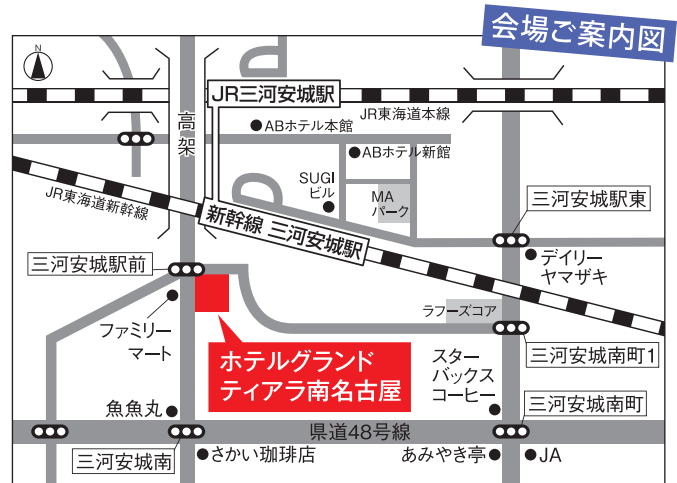 会場ご案内図
N
JR三河安城駅
JR東海道本線
高架
ABホテル本館
ABホテル新館
SUGI
ビル
MA
パーク
JR東海道新幹線
新幹線 三河安城駅
三河安城駅東
デイリー
ヤマザキ
三河安城駅前
ファミリー
マート
ラフーズコア
ホテルグランド
ティアラ南名古屋
三河安城南町1
スター
バックス
コーヒー
魚魚丸
三河安城南町
県道48号線
三河安城南
さかい珈琲店
あみやき亭
JA